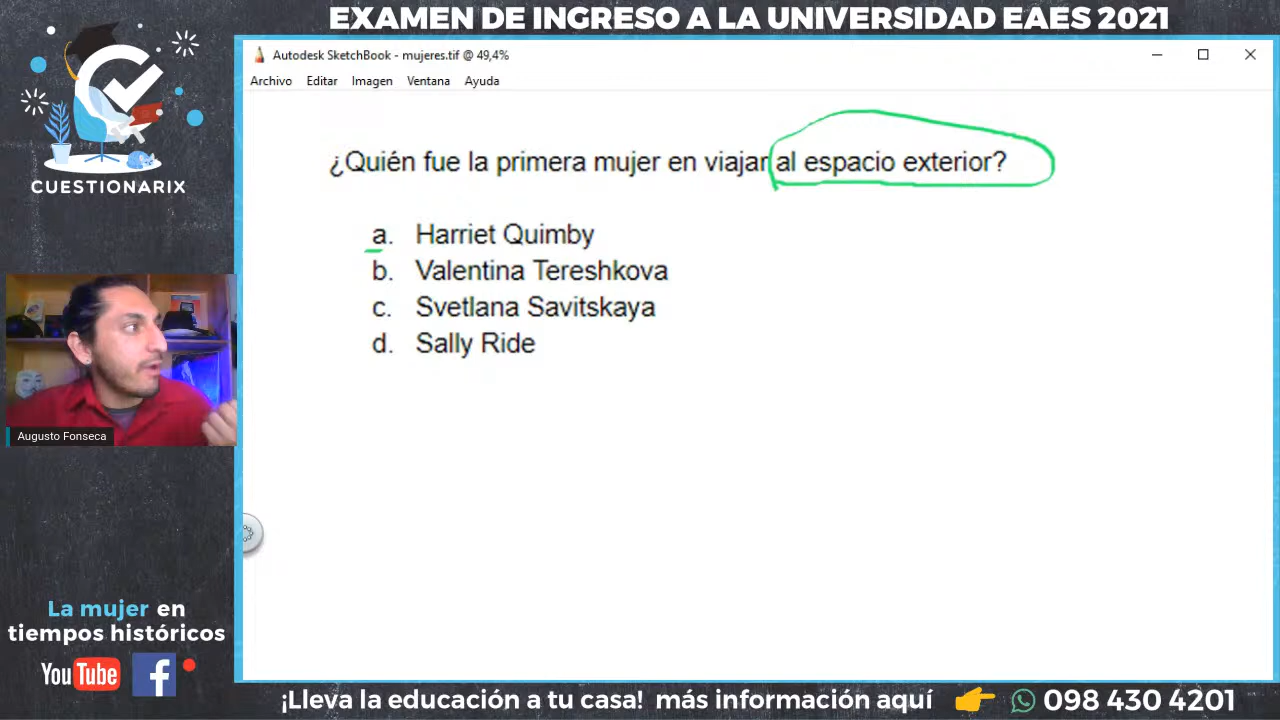 EXAMEN DE INGRESO A LA UNIVERSIDAD EAES 2021
Autodesk SketchBook - mujeres.tif @ 49,4%
Archivo Editar Imagen Ventana Ayuda
¿Quién fue la primera mujer en viajar al espacio exterior?
a. Harriet Quimby
b. Valentina Tereshkova
c. Svetlana Savitskaya
d. Sally Ride
CUESTIONARIX
Augusto Fonseca
La mujer en
tiempos históricos
YouTube f
¡Lleva la educación a tu casa! más información aquí 098 430 4201